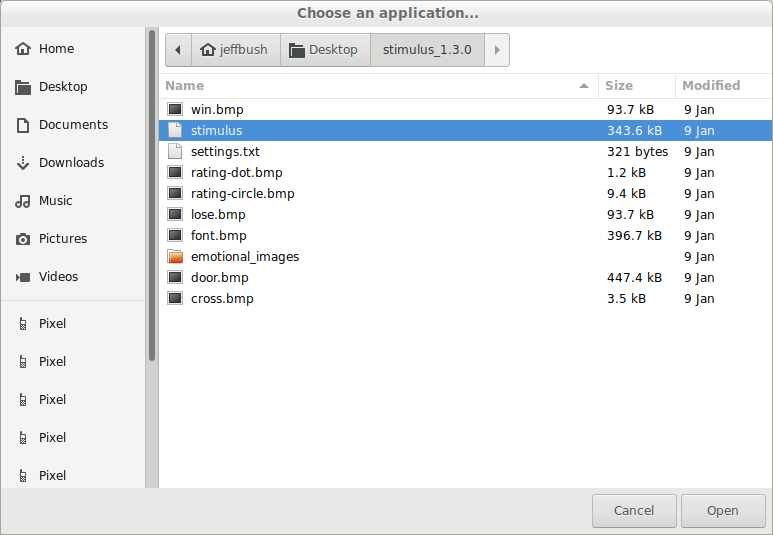 Choose an application...
Home
Desktop
Documents
Downloads
Music
Pictures
Videos
Pixel
Pixel
Pixel
Pixel
Pixel
jeffbush Desktop stimulus_1.3.0
Name Size Modified
win.bmp 93.7 kB 9 Jan
stimulus 343.6 kB 9 Jan
settings.txt 321 bytes 9 Jan
rating-dot.bmp 1.2 kB 9 Jan
rating-circle.bmp 9.4 kB 9 Jan
lose.bmp 93.7 kB 9 Jan
font.bmp 396.7 kB 9 Jan
emotional_images 9 Jan
door.bmp 447.4 kB 9 Jan
cross.bmp 3.5 kB 9 Jan
Cancel Open